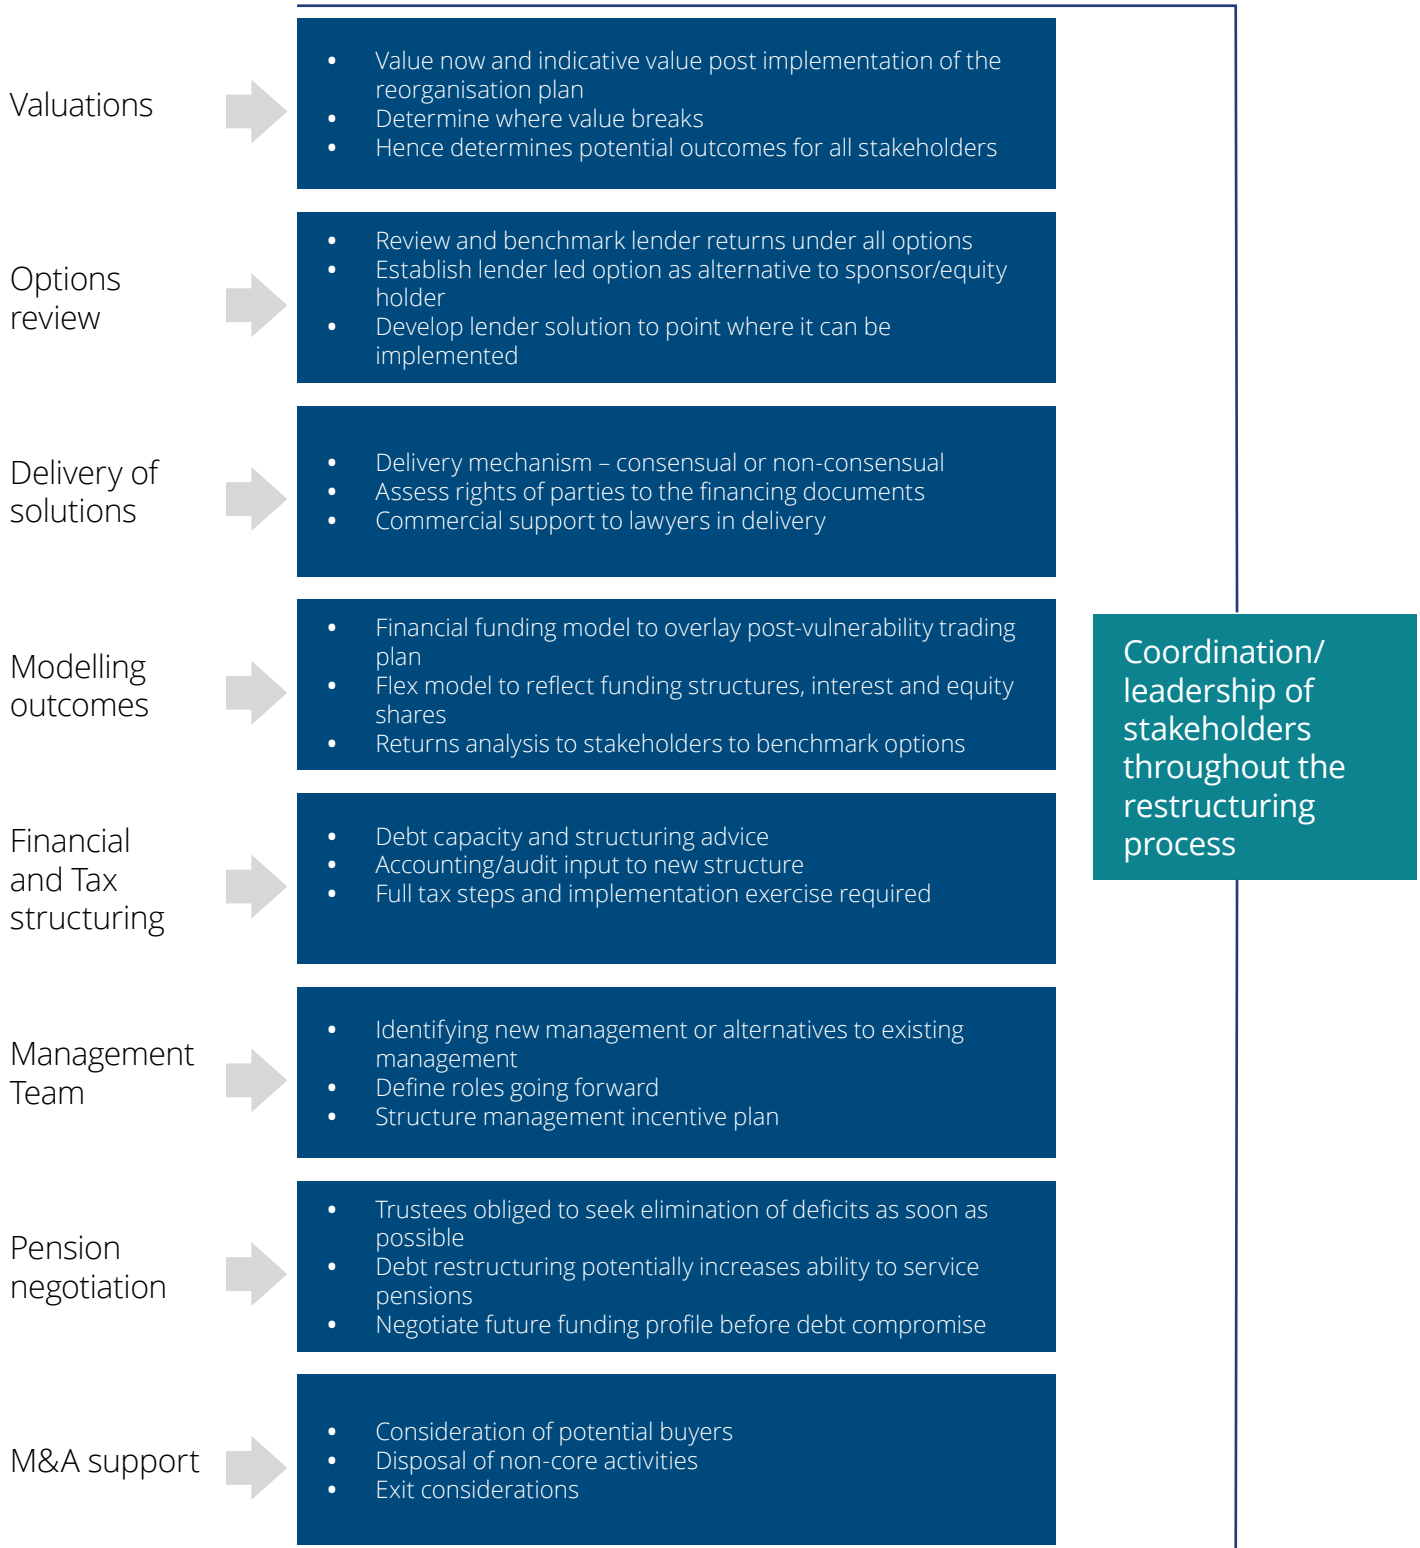 Valuations
• Value now and indicative value post implementation of the
reorganisation plan
• Determine where value breaks
• Hence determines potential outcomes for all stakeholders
Options
review
• Review and benchmark lender returns under all options
• Establish lender led option as alternative to sponsor/equity
holder
• Develop lender solution to point where it can be
implemented
Delivery of
solutions
• Delivery mechanism – consensual or non-consensual
• Assess rights of parties to the financing documents
• Commercial support to lawyers in delivery
Modelling
outcomes
• Financial funding model to overlay post-vulnerability trading
plan
• Flex model to reflect funding structures, interest and equity
shares
• Returns analysis to stakeholders to benchmark options
Financial
and Tax
structuring
• Debt capacity and structuring advice
• Accounting/audit input to new structure
• Full tax steps and implementation exercise required
Management
Team
• Identifying new management or alternatives to existing
management
• Define roles going forward
• Structure management incentive plan
Pension
negotiation
• Trustees obliged to seek elimination of deficits as soon as
possible
• Debt restructuring potentially increases ability to service
pensions
• Negotiate future funding profile before debt compromise
M&A support
• Consideration of potential buyers
• Disposal of non-core activities
• Exit considerations
Coordination/
leadership of
stakeholders
throughout the
restructuring
process